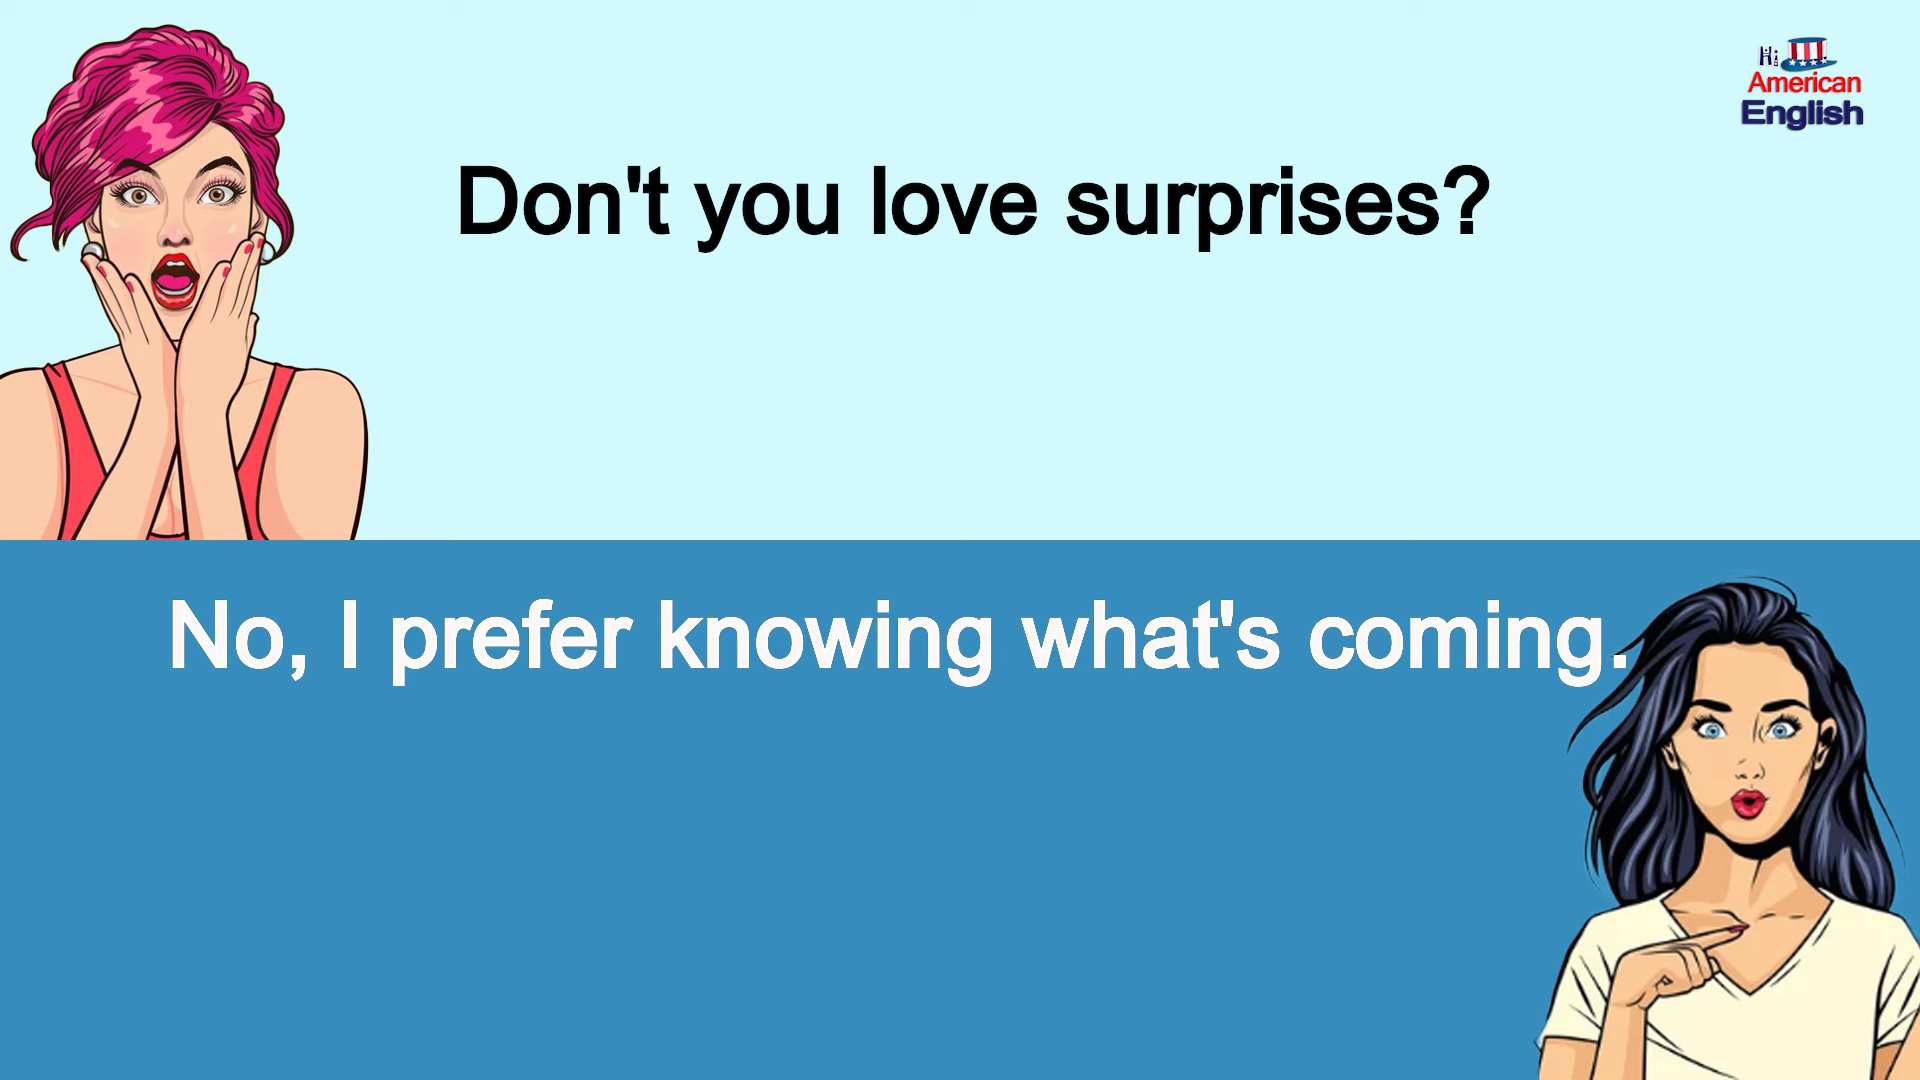 Hi
American
English
Don't you love surprises?
No, I prefer knowing what's coming.